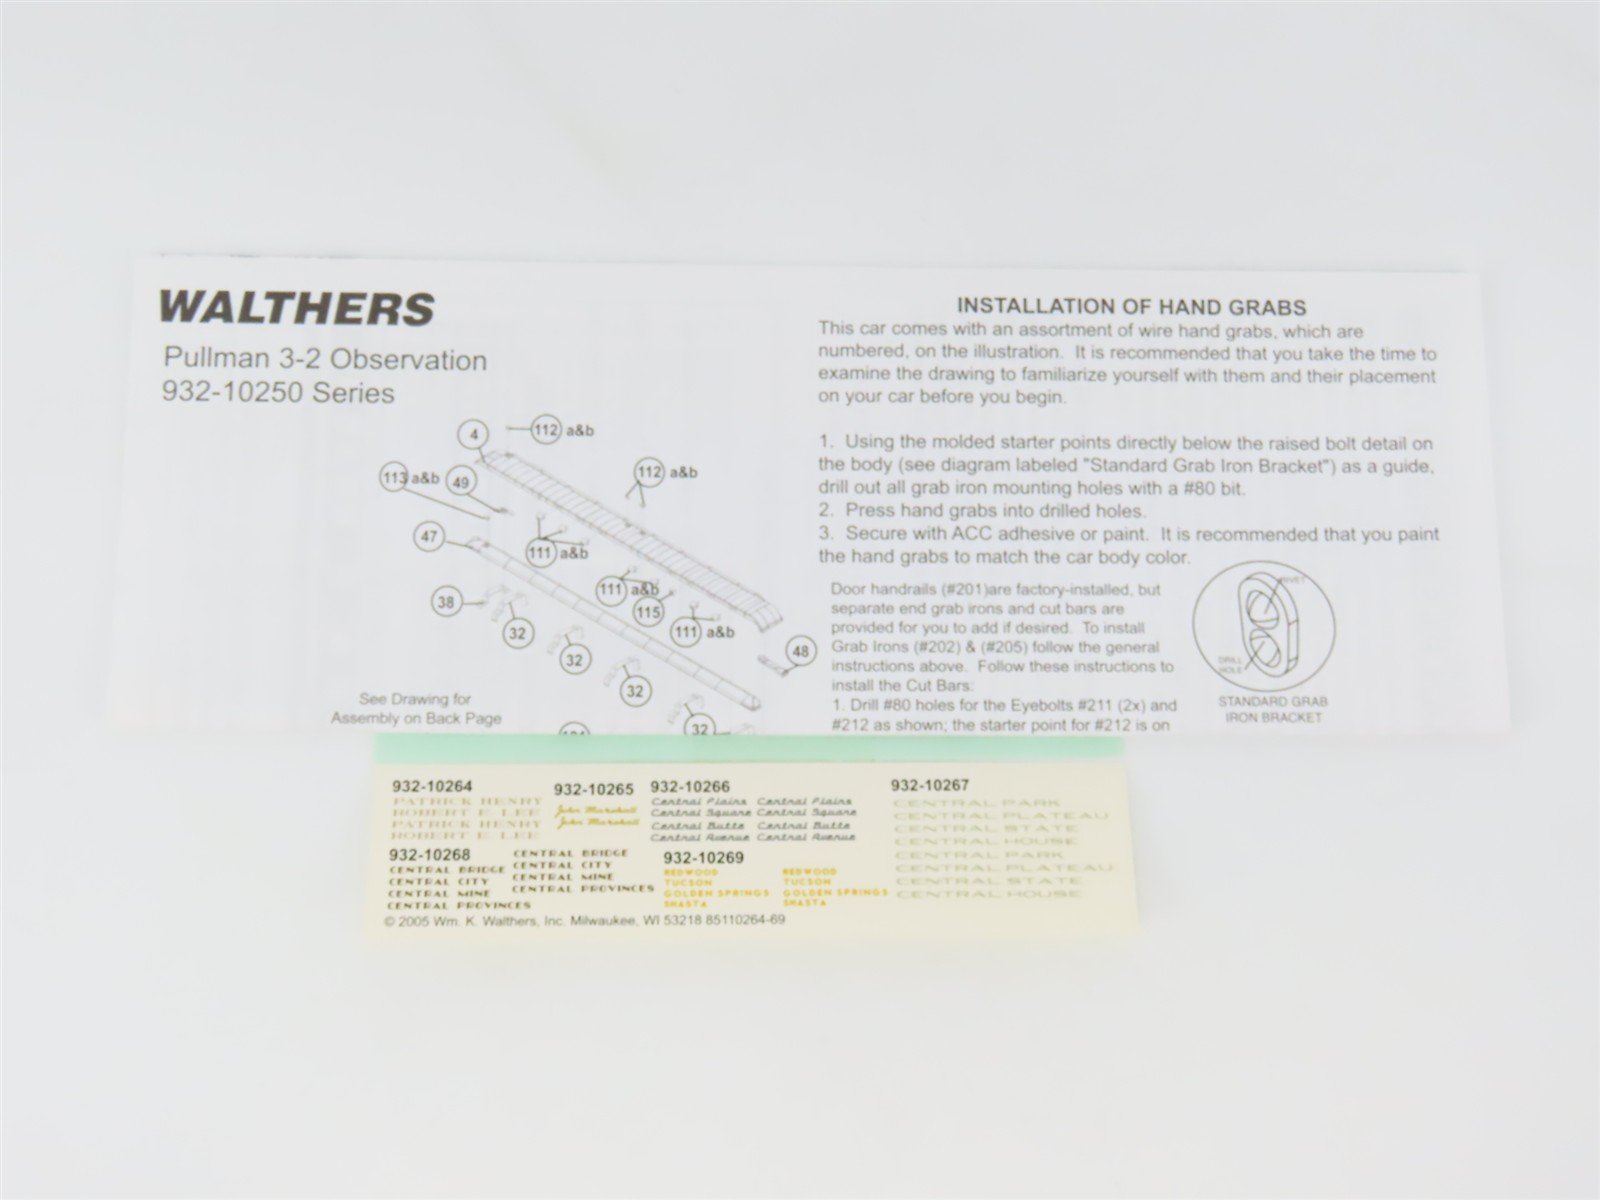 WALTHERS
Pullman 3-2 Observation
932-10250 Series
4
112 a&b
113 a&b
49
112 a&b
47
111 a&b
111 a&b
115
111 a&b
38
32
32
32
32
48
See Drawing for
Assembly on Back Page
INSTALLATION OF HAND GRABS
This car comes with an assortment of wire hand grabs, which are
numbered, on the illustration. It is recommended that you take the time to
examine the drawing to familiarize yourself with them and their placement
on your car before you begin.
1. Using the molded starter points directly below the raised bolt detail on
the body (see diagram labeled "Standard Grab Iron Bracket") as a guide,
drill out all grab iron mounting holes with a #80 bit.
2. Press hand grabs into drilled holes.
3. Secure with ACC adhesive or paint. It is recommended that you paint
the hand grabs to match the car body color.
Door handrails (#201)are factory-installed, but
separate end grab irons and cut bars are
provided for you to add if desired. To install
Grab Irons (#202) & (#205) follow the general
instructions above. Follow these instructions to
install the Cut Bars:
1. Drill #80 holes for the Eyebolts #211 (2x) and
#212 as shown; the starter point for #212 is on
RIVET
DRILL
HOLE
STANDARD GRAB
IRON BRACKET
932-10264
PATRICK HENRY
ROBERT E. LEE
PATRICK HENRY
ROBERT E. LEE
932-10265
John Marshall
John Marshall
932-10266
Central Plains Central Plains
Central Square Central Square
Central Butte Central Butte
Central Avenue Central Avenue
932-10267
CENTRAL PARK
CENTRAL PLATEAU
CENTRAL STATE
CENTRAL HOUSE
CENTRAL PARK
CENTRAL PLATEAU
CENTRAL STATE
CENTRAL HOUSE
932-10268
CENTRAL BRIDGE
CENTRAL CITY
CENTRAL MINE
CENTRAL PROVINCES
CENTRAL BRIDGE
CENTRAL CITY
CENTRAL MINE
CENTRAL PROVINCES
932-10269
REDWOOD REDWOOD
TUCSON TUCSON
GOLDEN SPRINGS GOLDEN SPRINGS
SHASTA SHASTA
© 2005 Wm. K. Walthers, Inc. Milwaukee, WI 53218 85110264-69